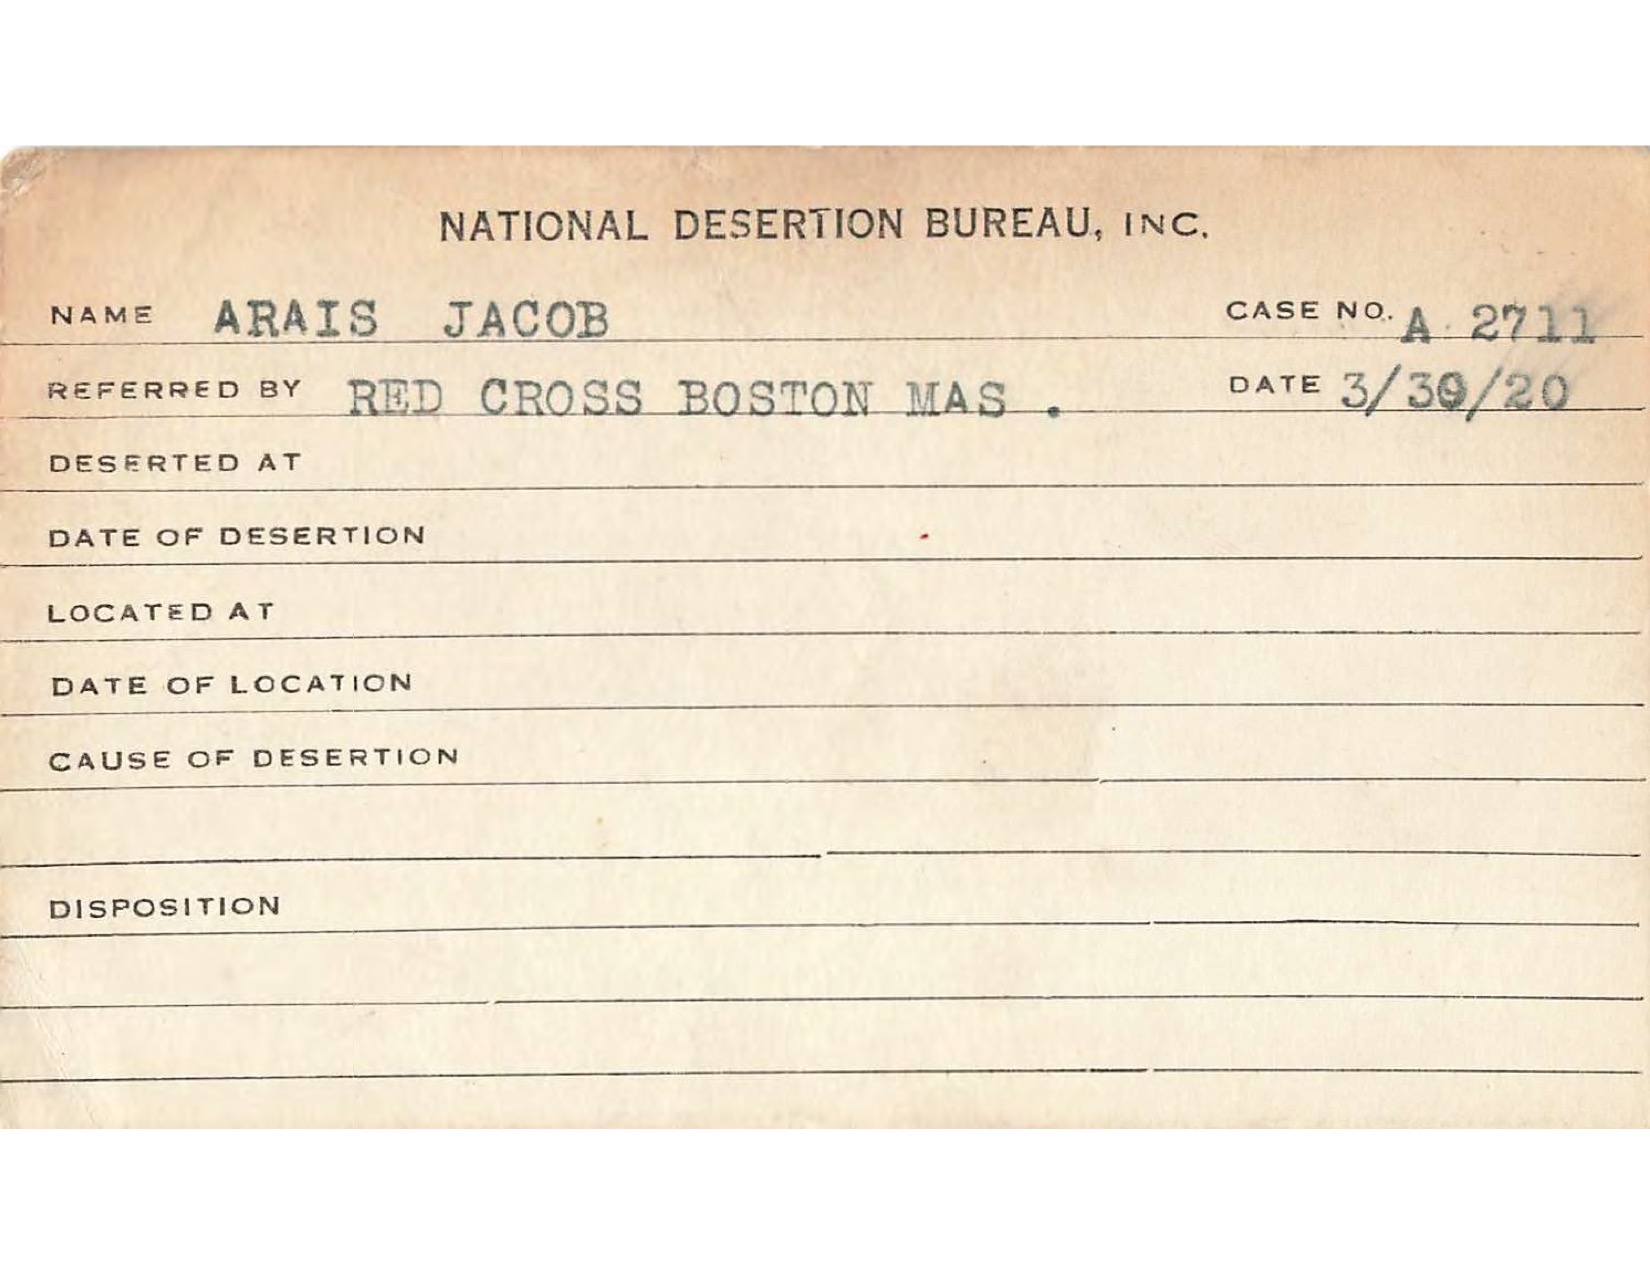 NATIONAL DESERTION BUREAU, INC.
NAME ARAIS JACOB CASE NO. A 2711
REFERRED BY RED CROSS BOSTON MAS . DATE 3/30/20
DESERTED AT
DATE OF DESERTION
LOCATED AT
DATE OF LOCATION
CAUSE OF DESERTION
DISPOSITION